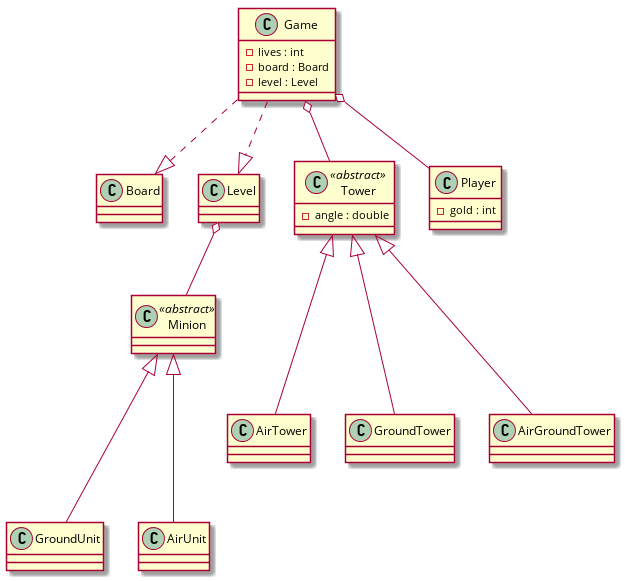 C Game
lives : int
board : Board
level : Level
C Board
C Level
C «abstract»
Tower
angle : double
C Player
gold : int
C «abstract»
Minion
C AirTower
C GroundTower
C AirGroundTower
C GroundUnit
C AirUnit